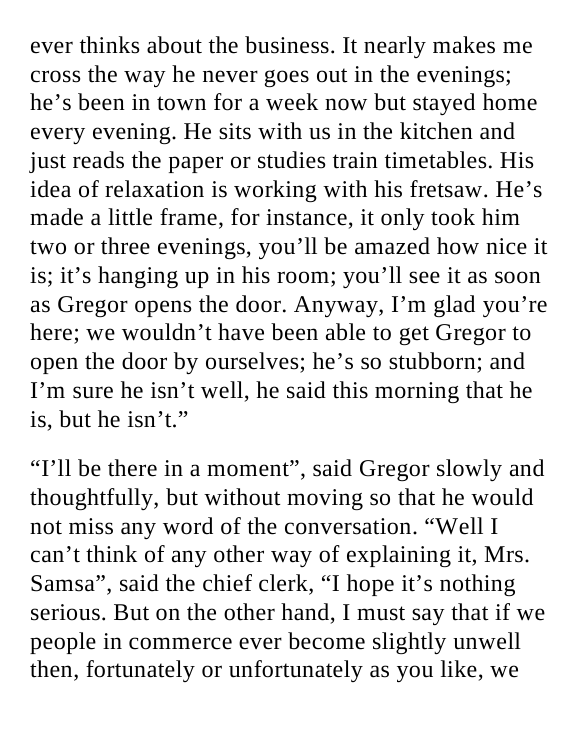 ever thinks about the business. It nearly makes me
cross the way he never goes out in the evenings;
he’s been in town for a week now but stayed home
every evening. He sits with us in the kitchen and
just reads the paper or studies train timetables. His
idea of relaxation is working with his fretsaw. He’s
made a little frame, for instance, it only took him
two or three evenings, you’ll be amazed how nice it
is; it’s hanging up in his room; you’ll see it as soon
as Gregor opens the door. Anyway, I’m glad you’re
here; we wouldn’t have been able to get Gregor to
open the door by ourselves; he’s so stubborn; and
I’m sure he isn’t well, he said this morning that he
is, but he isn’t.”
“I’ll be there in a moment”, said Gregor slowly and
thoughtfully, but without moving so that he would
not miss any word of the conversation. “Well I
can’t think of any other way of explaining it, Mrs.
Samsa”, said the chief clerk, “I hope it’s nothing
serious. But on the other hand, I must say that if we
people in commerce ever become slightly unwell
then, fortunately or unfortunately as you like, we